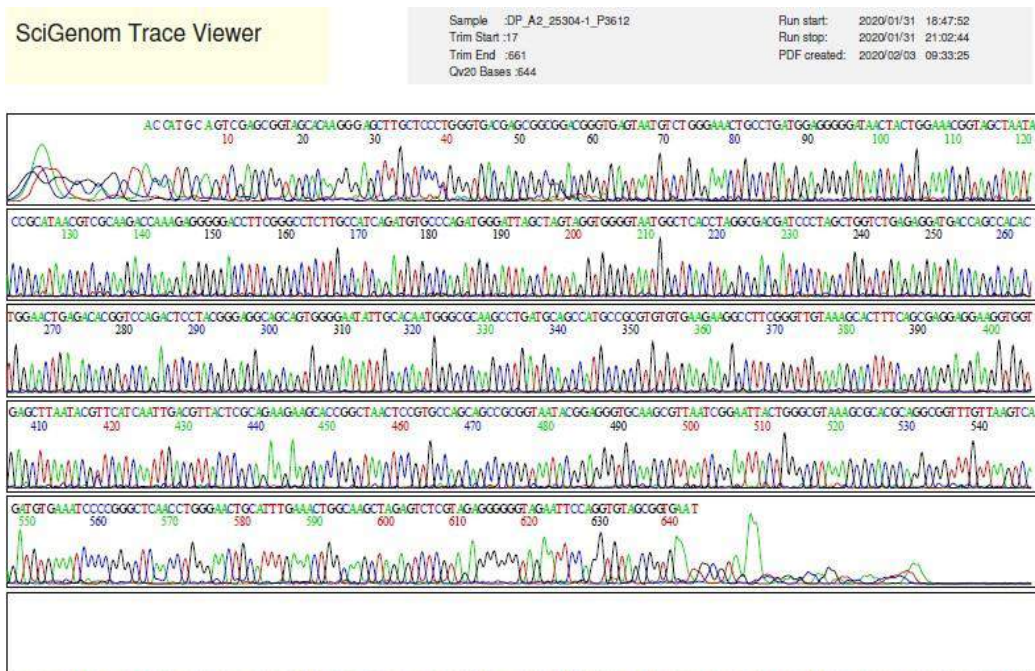 SciGenom Trace Viewer
Sample :DP_A2_25304-1_P3612
Trim Start :17
Trim End :661
Qv20 Bases :644
Run start: 2020/01/31 18:47:52
Run stop: 2020/01/31 21:02:44
PDF created: 2020/02/03 09:33:25
ACCATGCAGTCGAGCGGTAGCACAAGGGAGCTTGCTCCCTGGGTGACGAGCGGCGGACGGGTGAGTAATGTCTGGGAAACTGCCTGATGGAGGGGGATAACTACTGGAAACGGTAGCTAATA
10 20 30 40 50 60 70 80 90 100 110 120
CCGCATAACGTCGCAAGACCAAAGAGGGGGACCTTCGGGCCTCTTGCCATCAGATGTGCCCAGATGGGATTAGCTAGTAGGTGGGGTAATGGCTCACCTAGGCGACGATCCCTAGCTGGTCTGAGAGGATGACCAGCCACAC
130 140 150 160 170 180 190 200 210 220 230 240 250 260
TGGAACTGAGACACGGTCCAGACTCCTACGGGAGGCAGCAGTGGGGAATATTGCACAATGGGCGCAAGCCTGATGCAGCCATGCCGCGTGTGTGAAGAAGGCCTTCGGGTTGTAAAGCACTTTCAGCGAGGAGGAAGGTGGT
270 280 290 300 310 320 330 340 350 360 370 380 390 400
GAGCTTAATACGTTCATCAATTGACGTTACTCGCAGAAGAAGCACCGGCTAACTCCGTGCCAGCAGCCGCGGTAATACGGAGGGTGCAAGCGTTAATCGGAATTACTGGGCGTAAAGCGCACGCAGGCGGTTTGTTAAGTCA
410 420 430 440 450 460 470 480 490 500 510 520 530 540
GATGTGAAATCCCCGGGCTCAACCTGGGAACTGCATTTGAAACTGGCAAGCTAGAGTCTCGTAGAGGGGGGTAGAATTCCAGGTGTAGCGGTGAAT
550 560 570 580 590 600 610 620 630 640